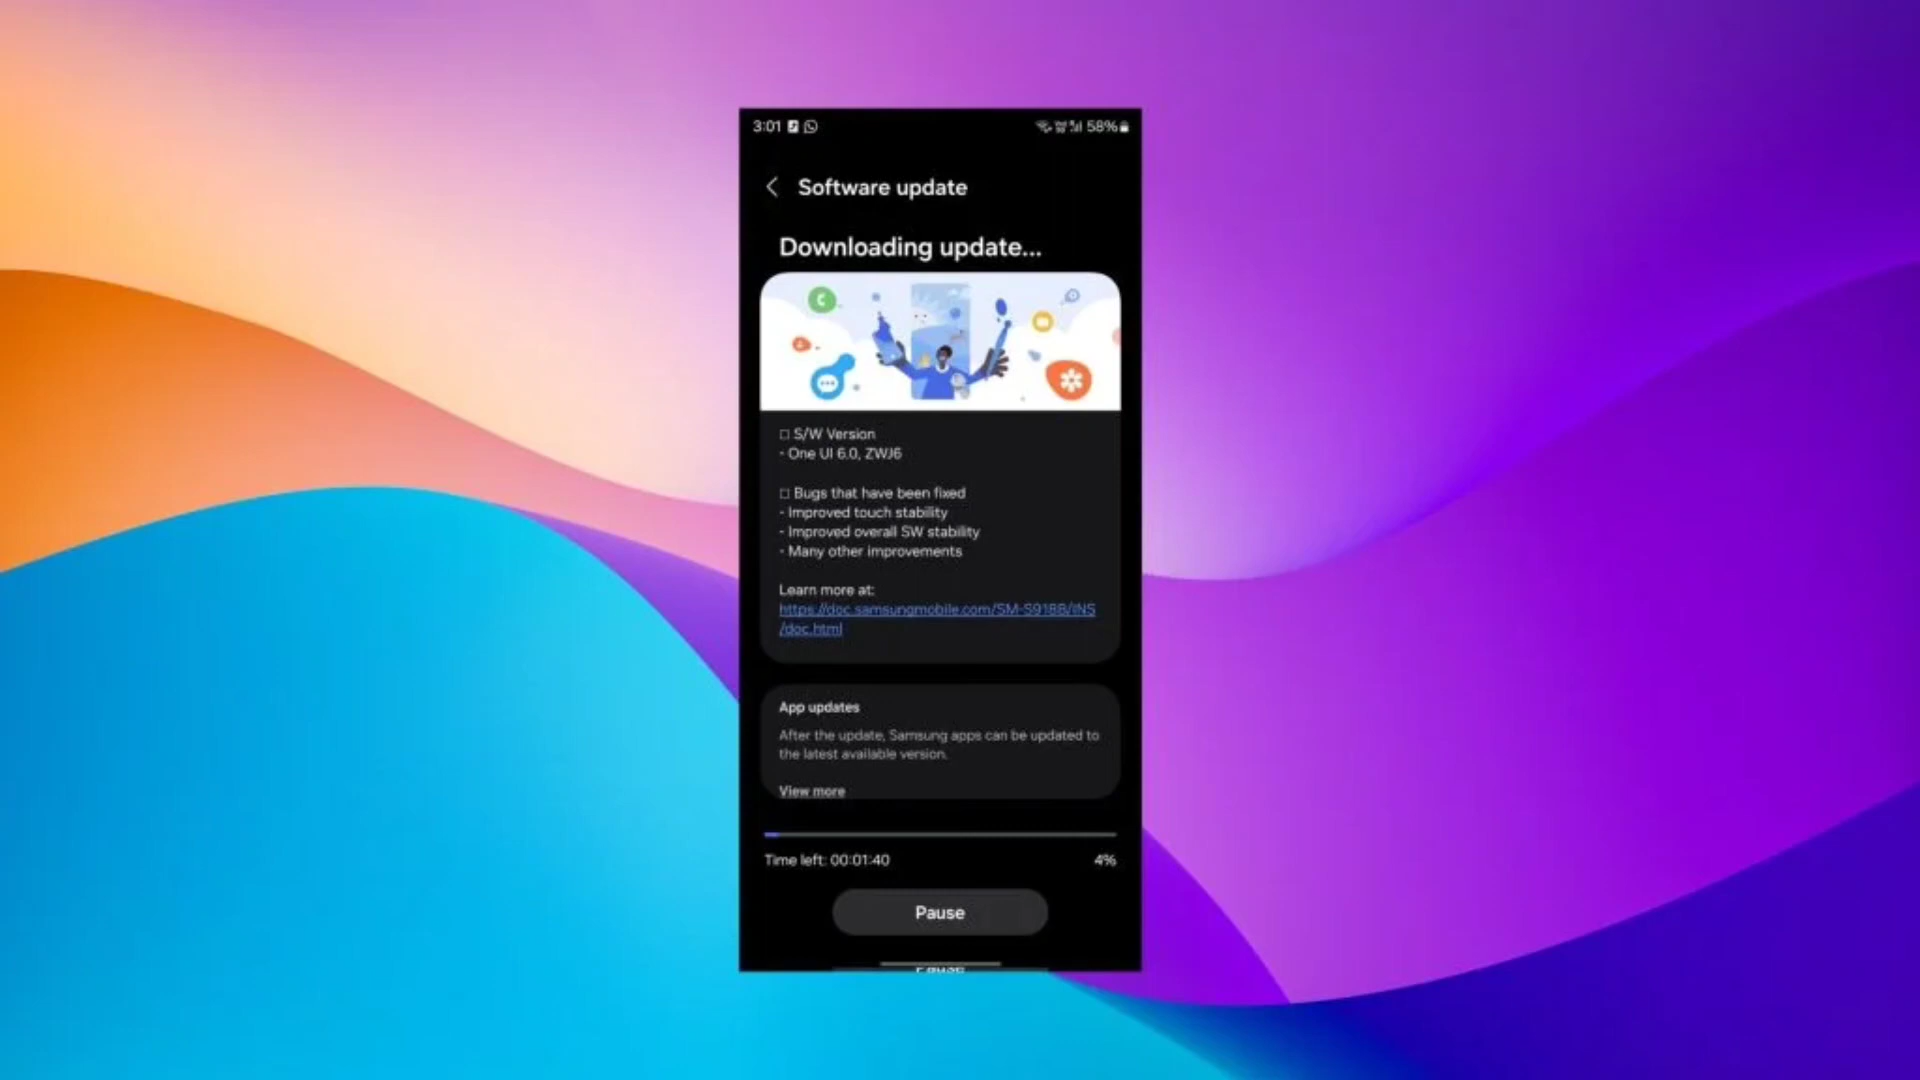 3:01
58%
Software update
Downloading update...
□ S/W Version
- One UI 6.0, ZWJ6
□ Bugs that have been fixed
- Improved touch stability
- Improved overall SW stability
- Many other improvements
Learn more at:
https://doc.samsungmobile.com/SM-S918B/INS
/doc.html
App updates
After the update, Samsung apps can be updated to
the latest available version.
View more
Time left: 00:01:40
4%
Pause
Pause